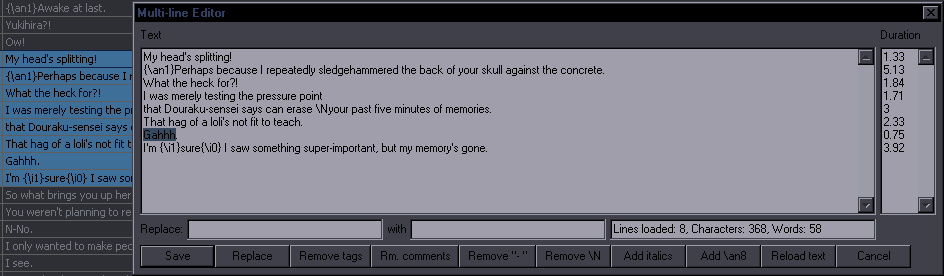 {\an1}Awake at last.
Yukihira?!
Ow!
My head's splitting!
{\an1}Perhaps because I r
What the heck for?!
I was merely testing the pr
that Douraku-sensei says c
That hag of a loli's not fit t
Gahhh.
I'm {\i1}sure{\i0} I saw son
So what brings you up her
You weren't planning to re
N-No.
I only wanted to make peo
I see.
Multi-line Editor
Text
Duration
My head's splitting!
1.33
{\an1}Perhaps because I repeatedly sledgehammered the back of your skull against the concrete.
5.13
What the heck for?!
1.84
I was merely testing the pressure point
1.71
that Douraku-sensei says can erase \Nyour past five minutes of memories.
3
That hag of a loli's not fit to teach.
2.33
Gahhh.
0.75
I'm {\i1}sure{\i0} I saw something super-important, but my memory's gone.
3.92
Replace:
with
Lines loaded: 8, Characters: 368, Words: 58
Save
Replace
Remove tags
Rm. comments
Remove "- "
Remove \N
Add italics
Add \an8
Reload text
Cancel